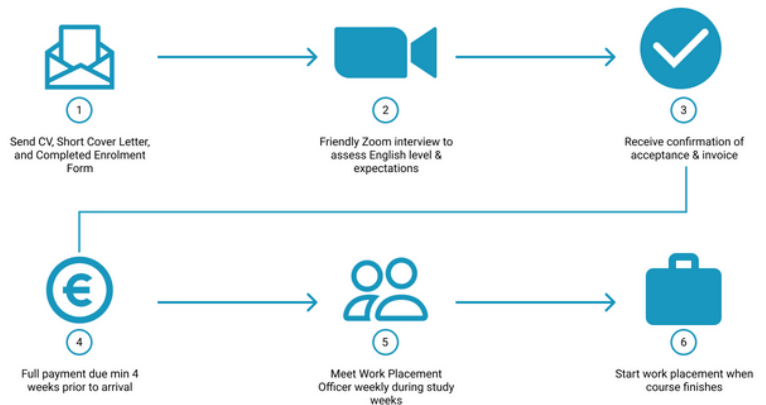 1
Send CV, Short Cover Letter,
and Completed Enrolment
Form
2
Friendly Zoom interview to
assess English level &
expectations
3
Receive confirmation of
acceptance & invoice
€
4
Full payment due min 4
weeks prior to arrival
5
Meet Work Placement
Officer weekly during study
weeks
6
Start work placement when
course finishes